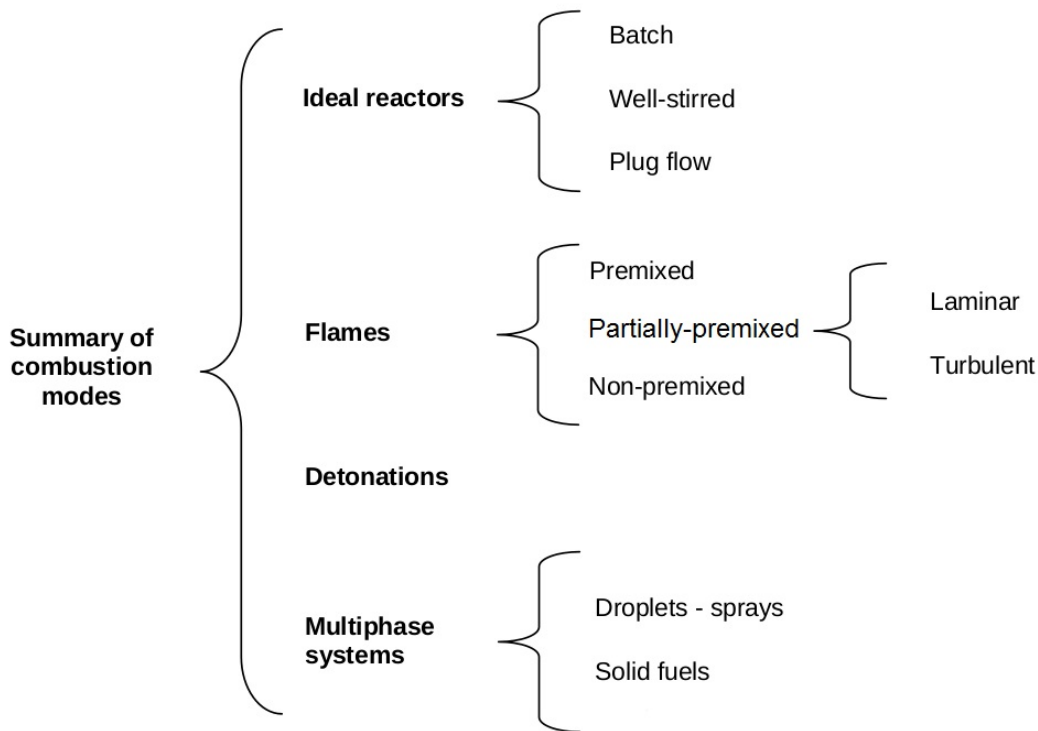 Summary of
combustion
modes
Ideal reactors
Batch
Well-stirred
Plug flow
Flames
Premixed
Partially-premixed
Non-premixed
Laminar
Turbulent
Detonations
Multiphase
systems
Droplets - sprays
Solid fuels